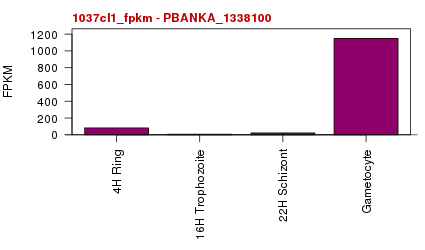 1037cl1_fpkm - PBANKA_1338100
FPKM
1200
1000
800
600
400
200
0
4H Ring
16H Trophozoite
22H Schizont
Gametocyte